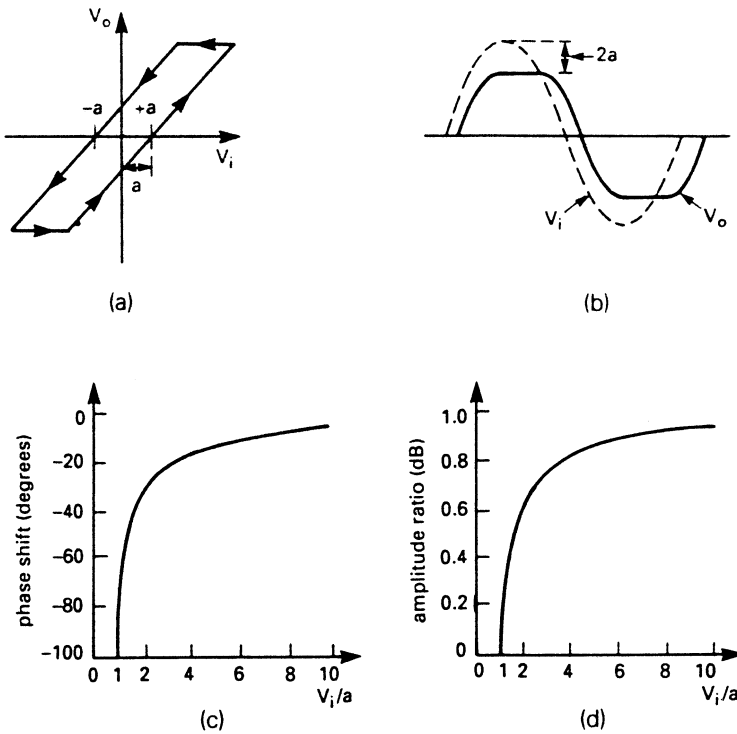 Vo
–a
+a
Vi
a
(a)
2a
Vi
Vo
(b)
phase shift (degrees)
0
–20
–40
–60
–80
–100
0 1 2 4 6 8 10
Vi/a
(c)
amplitude ratio (dB)
1.0
0.8
0.6
0.4
0.2
0
0 1 2 4 6 8 10
Vi/a
(d)